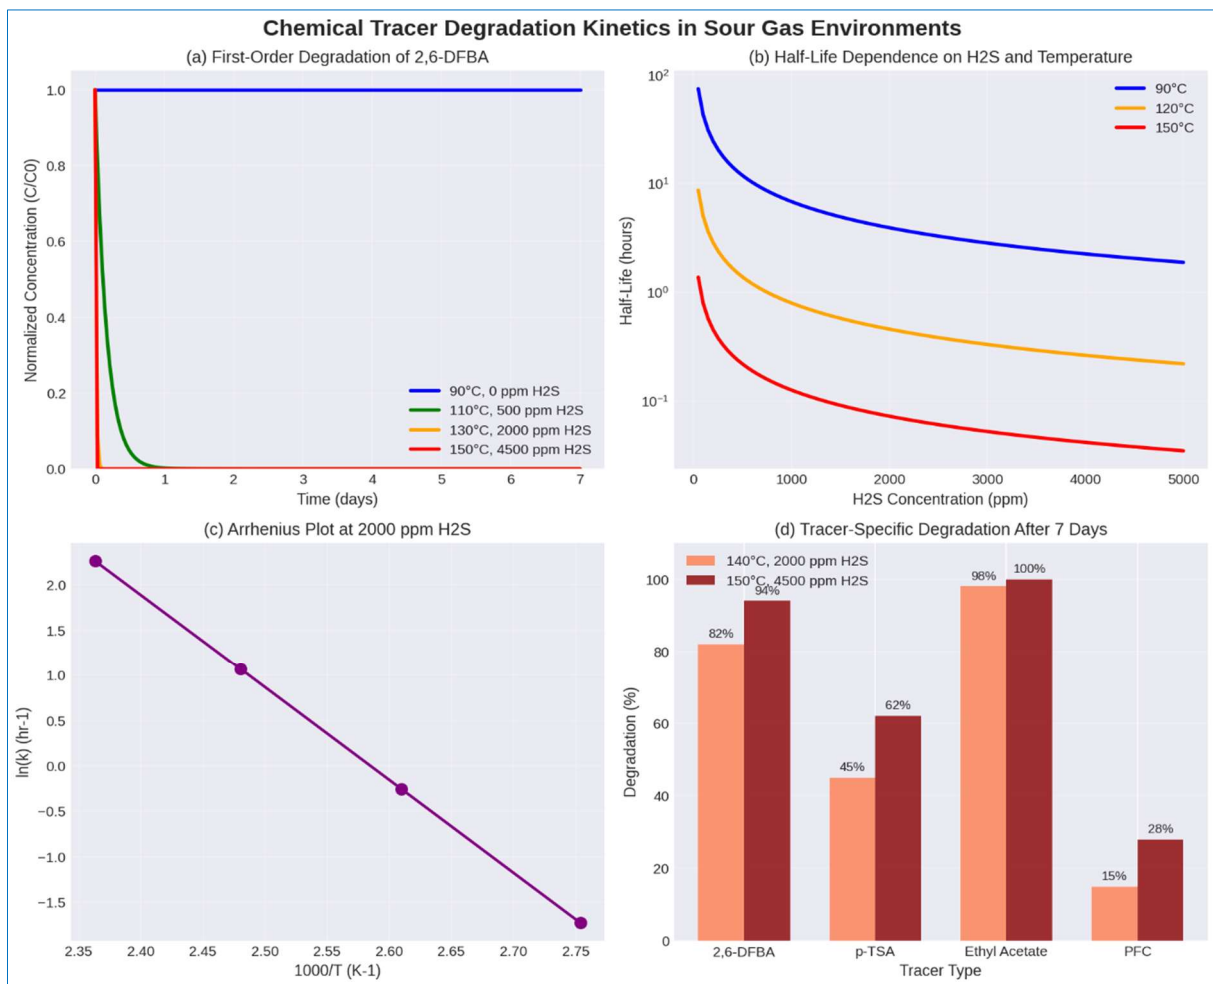 Chemical Tracer Degradation Kinetics in Sour Gas Environments
(a) First-Order Degradation of 2,6-DFBA
Normalized Concentration (C/C0)
1.0
0.8
0.6
0.4
0.2
0.0
90°C, 0 ppm H2S
110°C, 500 ppm H2S
130°C, 2000 ppm H2S
150°C, 4500 ppm H2S
0 1 2 3 4 5 6 7
Time (days)
(b) Half-Life Dependence on H2S and Temperature
Half-Life (hours)
10²
10¹
10⁰
10⁻¹
90°C
120°C
150°C
0 1000 2000 3000 4000 5000
H2S Concentration (ppm)
(c) Arrhenius Plot at 2000 ppm H2S
ln(k) (hr-1)
2.0
1.5
1.0
0.5
0.0
−0.5
−1.0
−1.5
2.35 2.40 2.45 2.50 2.55 2.60 2.65 2.70 2.75
1000/T (K-1)
(d) Tracer-Specific Degradation After 7 Days
Degradation (%)
100
80
60
40
20
0
140°C, 2000 ppm H2S
150°C, 4500 ppm H2S
82%
94%
45%
62%
98%
100%
15%
28%
2,6-DFBA p-TSA Ethyl Acetate PFC
Tracer Type